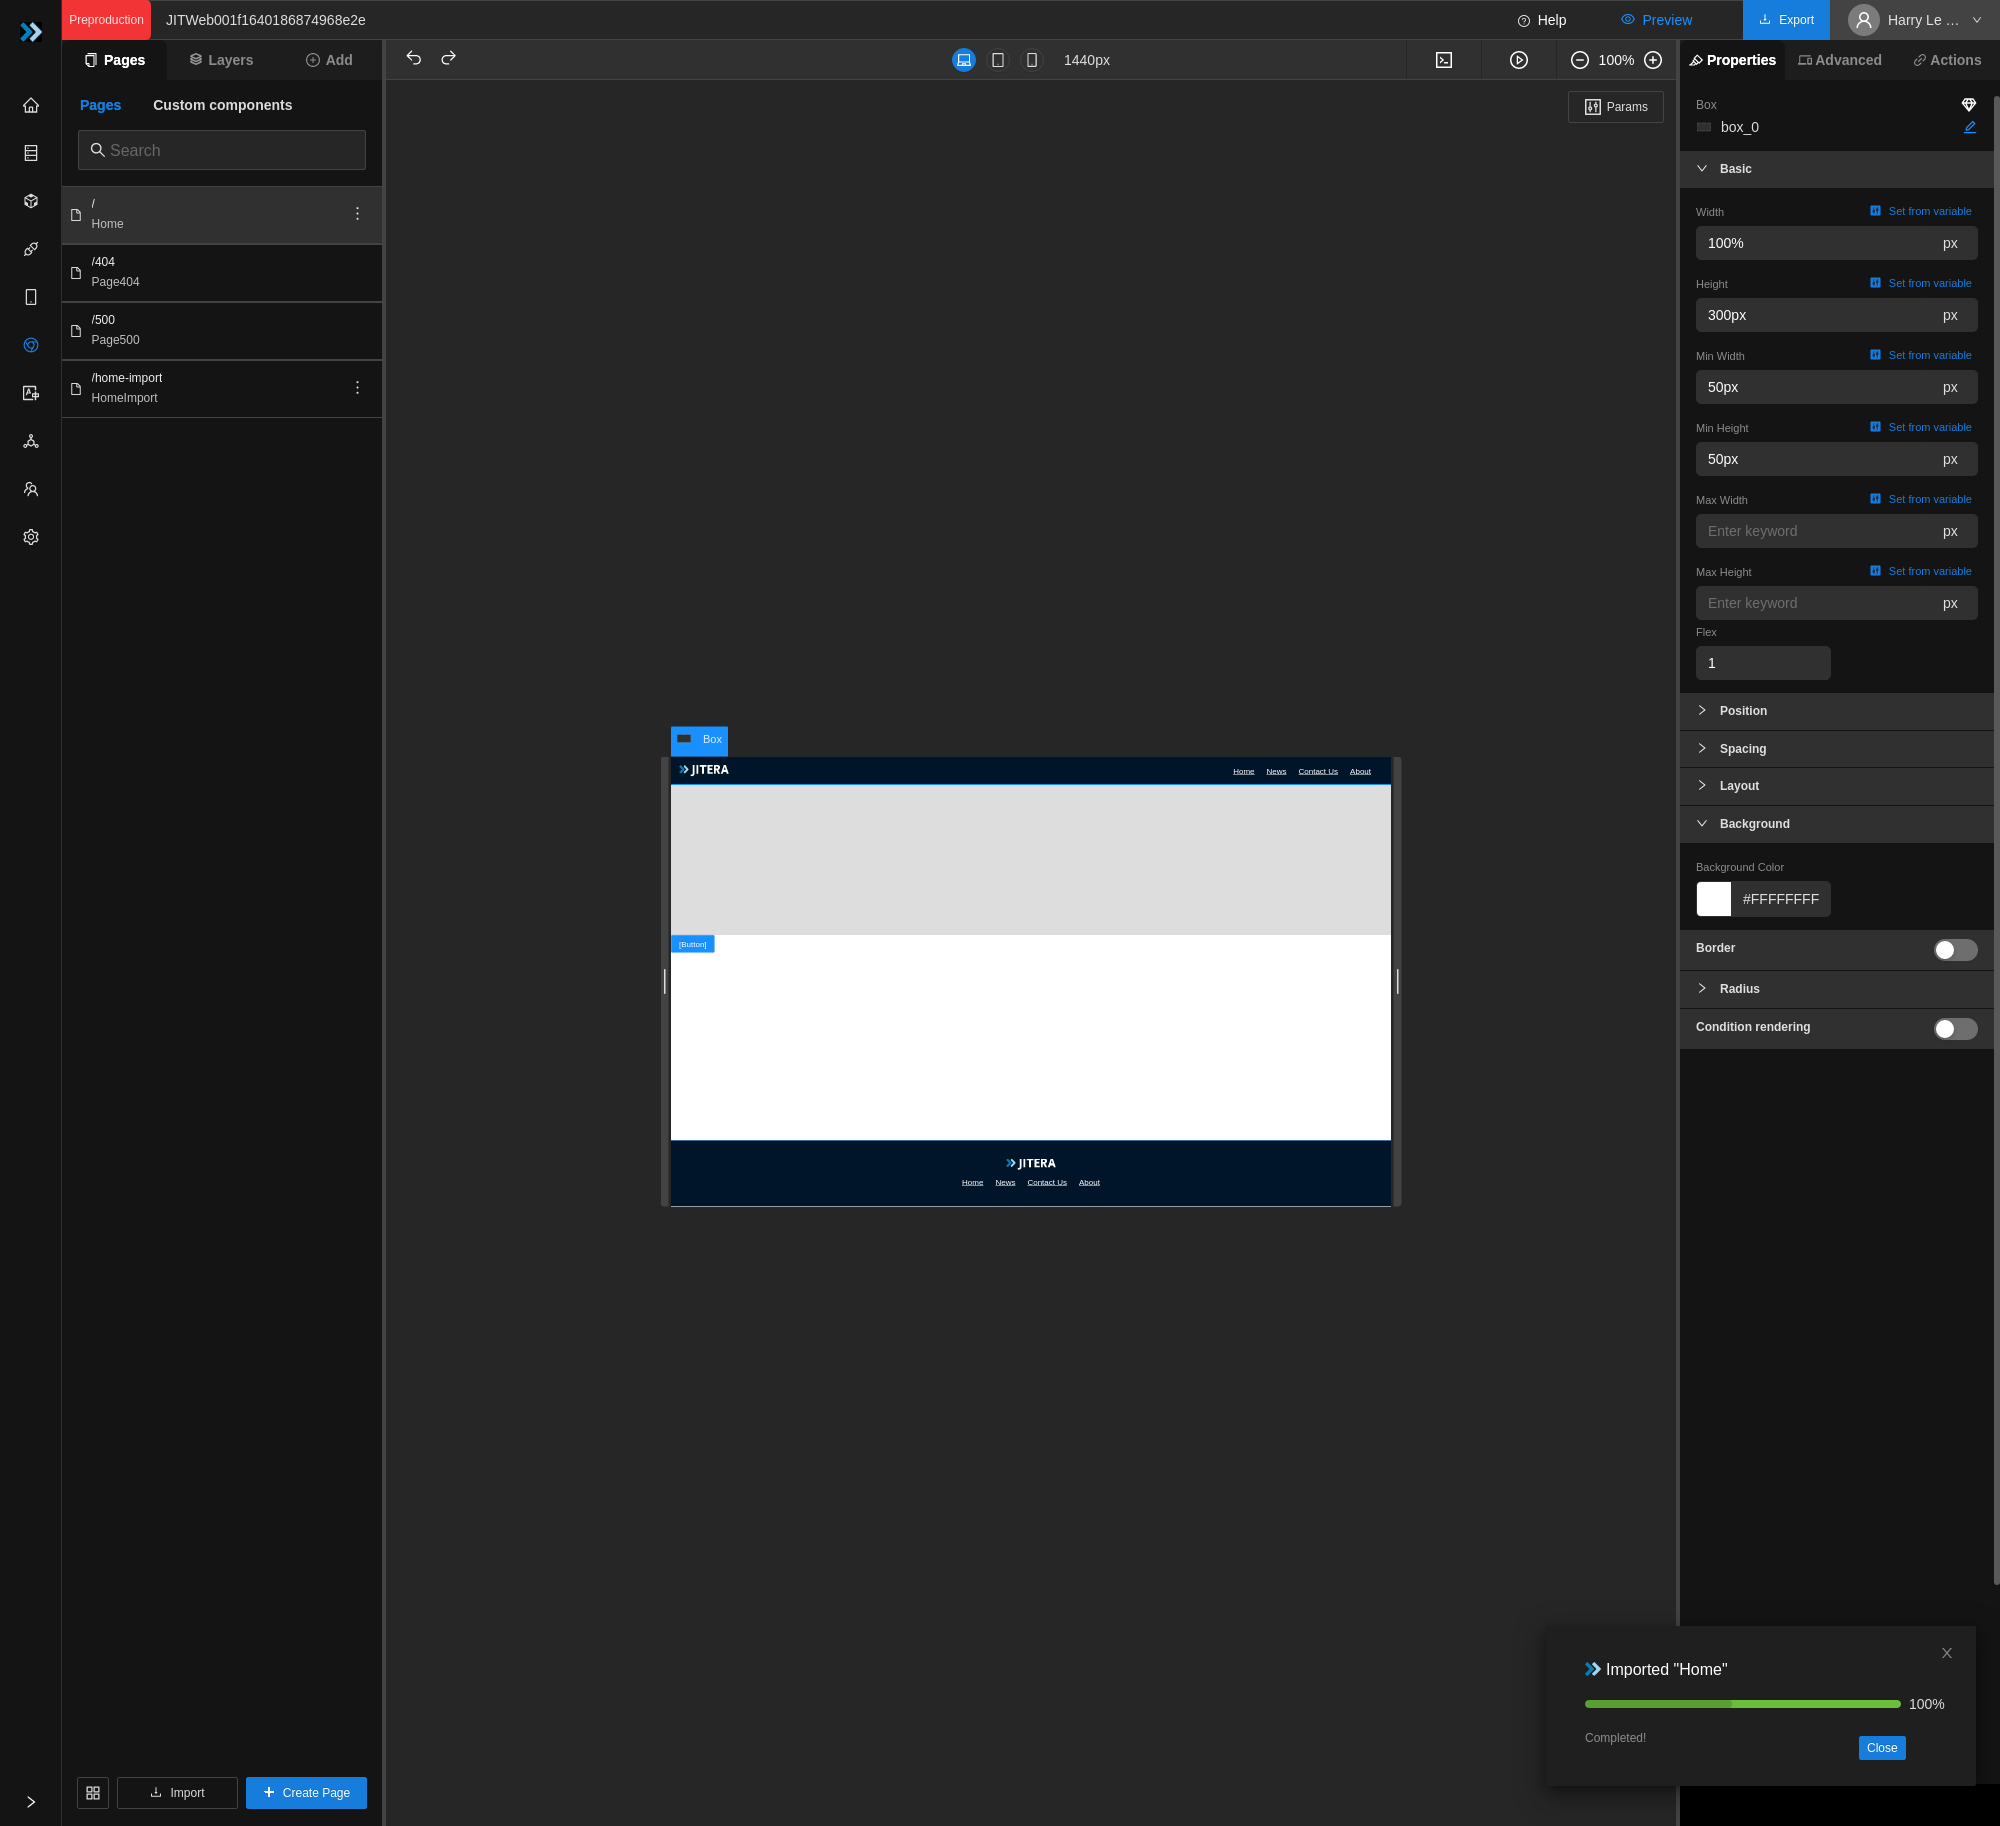 Preproduction
JITWeb001f1640186874968e2e
Help
Preview
Export
Harry Le ...
Pages
Layers
Add
1440px
100%
Properties
Advanced
Actions
Pages
Custom components
Search
/
Home
/404
Page404
/500
Page500
/home-import
HomeImport
Import
Create Page
Params
Box
JITERA
Home News Contact Us About
[Button]
JITERA
Home News Contact Us About
Box
box_0
Basic
Width
Set from variable
100%
px
Height
Set from variable
300px
px
Min Width
Set from variable
50px
px
Min Height
Set from variable
50px
px
Max Width
Set from variable
Enter keyword
px
Max Height
Set from variable
Enter keyword
px
Flex
1
Position
Spacing
Layout
Background
Background Color
#FFFFFFFF
Border
Radius
Condition rendering
Imported "Home"
100%
Completed!
Close